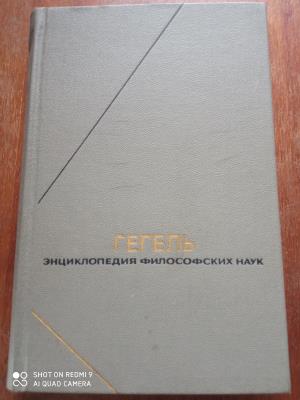 ГЕГЕЛЬ
ЭНЦИКЛОПЕДИЯ ФИЛОСОФСКИХ НАУК
SHOT ON REDMI 9
AI QUAD CAMERA